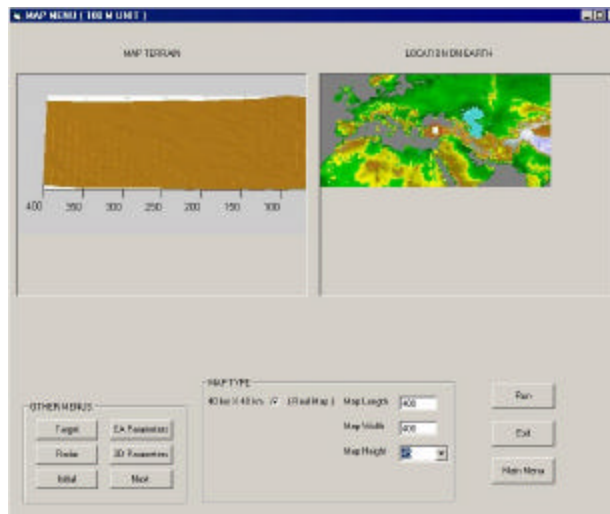 MAP MENU ( 100 M UNIT )
MAP TERRAIN
LOCATION ON EARTH
400 350 300 250 200 150 100
MAP TYPE
40 km X 40 km ( Real Map )
Map Length 400
Map Width 400
Map Height
OTHER MENUS
Target EA Parameters
Radar 3D Parameters
Initial Next
Run
Exit
Main Menu